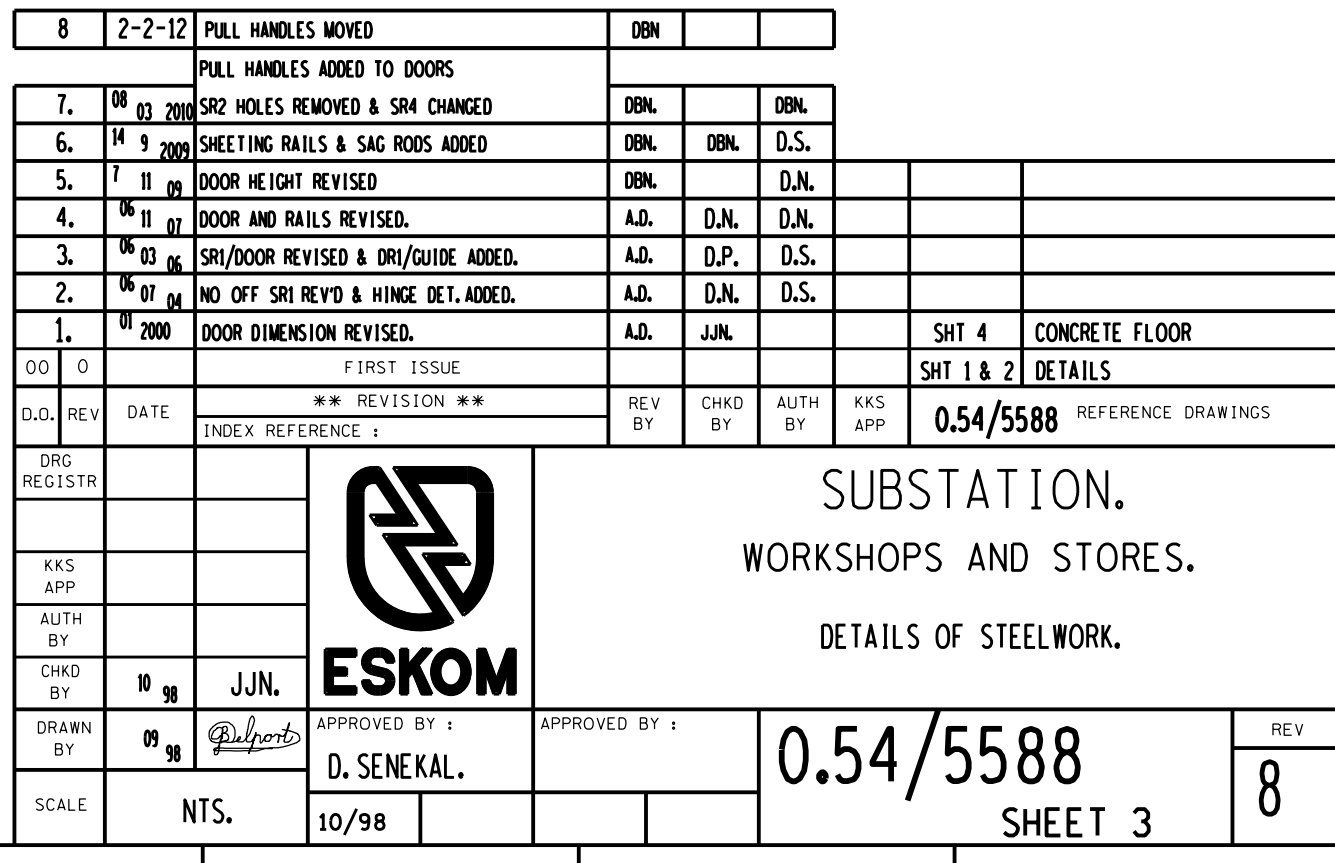 8 2-2-12 PULL HANDLES MOVED DBN
PULL HANDLES ADDED TO DOORS
7. 08 03 2010 SR2 HOLES REMOVED & SR4 CHANGED DBN. DBN.
6. 14 9 2009 SHEETING RAILS & SAG RODS ADDED DBN. DBN. D.S.
5. 7 11 09 DOOR HEIGHT REVISED DBN. D.N.
4. 06 11 07 DOOR AND RAILS REVISED. A.D. D.N. D.N.
3. 06 03 06 SR1/DOOR REVISED & DR1/GUIDE ADDED. A.D. D.P. D.S.
2. 06 07 04 NO OFF SR1 REV'D & HINGE DET. ADDED. A.D. D.N. D.S.
1. 01 2000 DOOR DIMENSION REVISED. A.D. JJN. SHT 4 CONCRETE FLOOR
00 0 FIRST ISSUE SHT 1 & 2 DETAILS
D.O. REV DATE ** REVISION ** REV BY CHKD BY AUTH BY KKS APP 0.54/5588 REFERENCE DRAWINGS
INDEX REFERENCE :
DRG
REGISTR
KKS
APP
AUTH
BY
CHKD
BY
10 98 JJN.
DRAWN
BY
09 98 Delport
SCALE NTS.
ESKOM
APPROVED BY :
D. SENEKAL.
10/98
APPROVED BY :
SUBSTATION.
WORKSHOPS AND STORES.
DETAILS OF STEELWORK.
0.54/5588
SHEET 3
REV
8